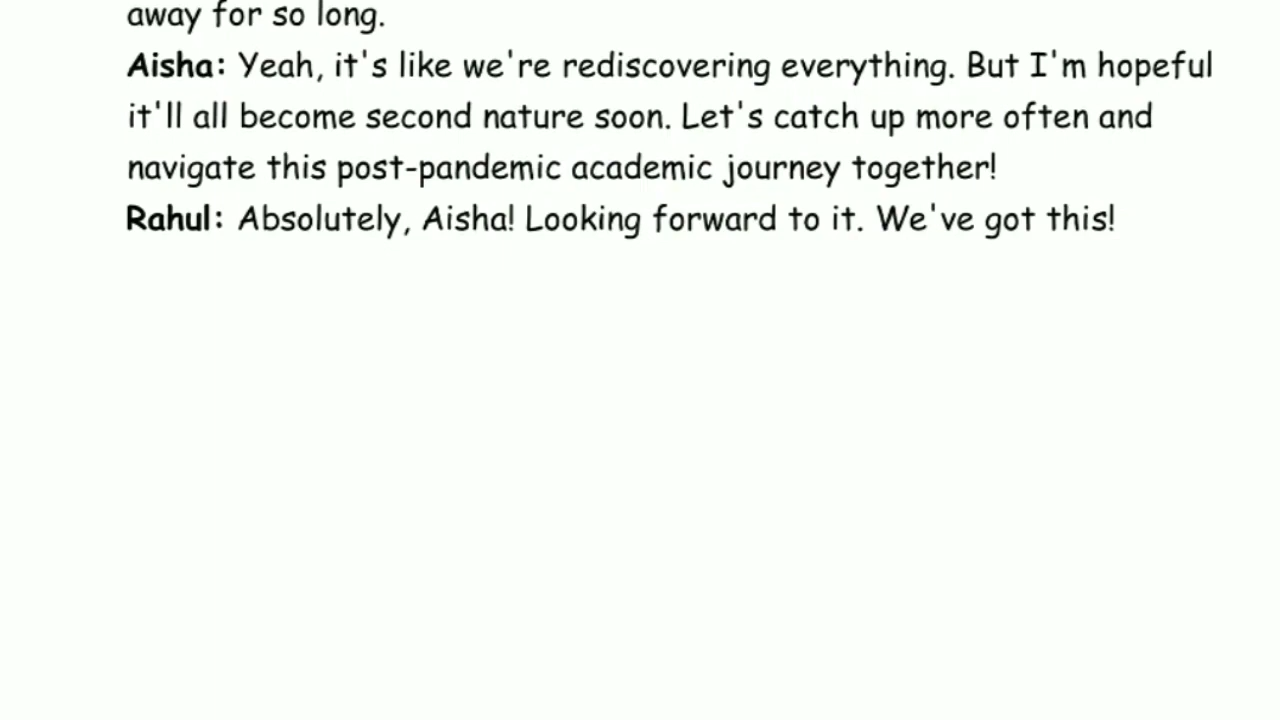 away for so long.
Aisha: Yeah, it's like we're rediscovering everything. But I'm hopeful
it'll all become second nature soon. Let's catch up more often and
navigate this post-pandemic academic journey together!
Rahul: Absolutely, Aisha! Looking forward to it. We've got this!